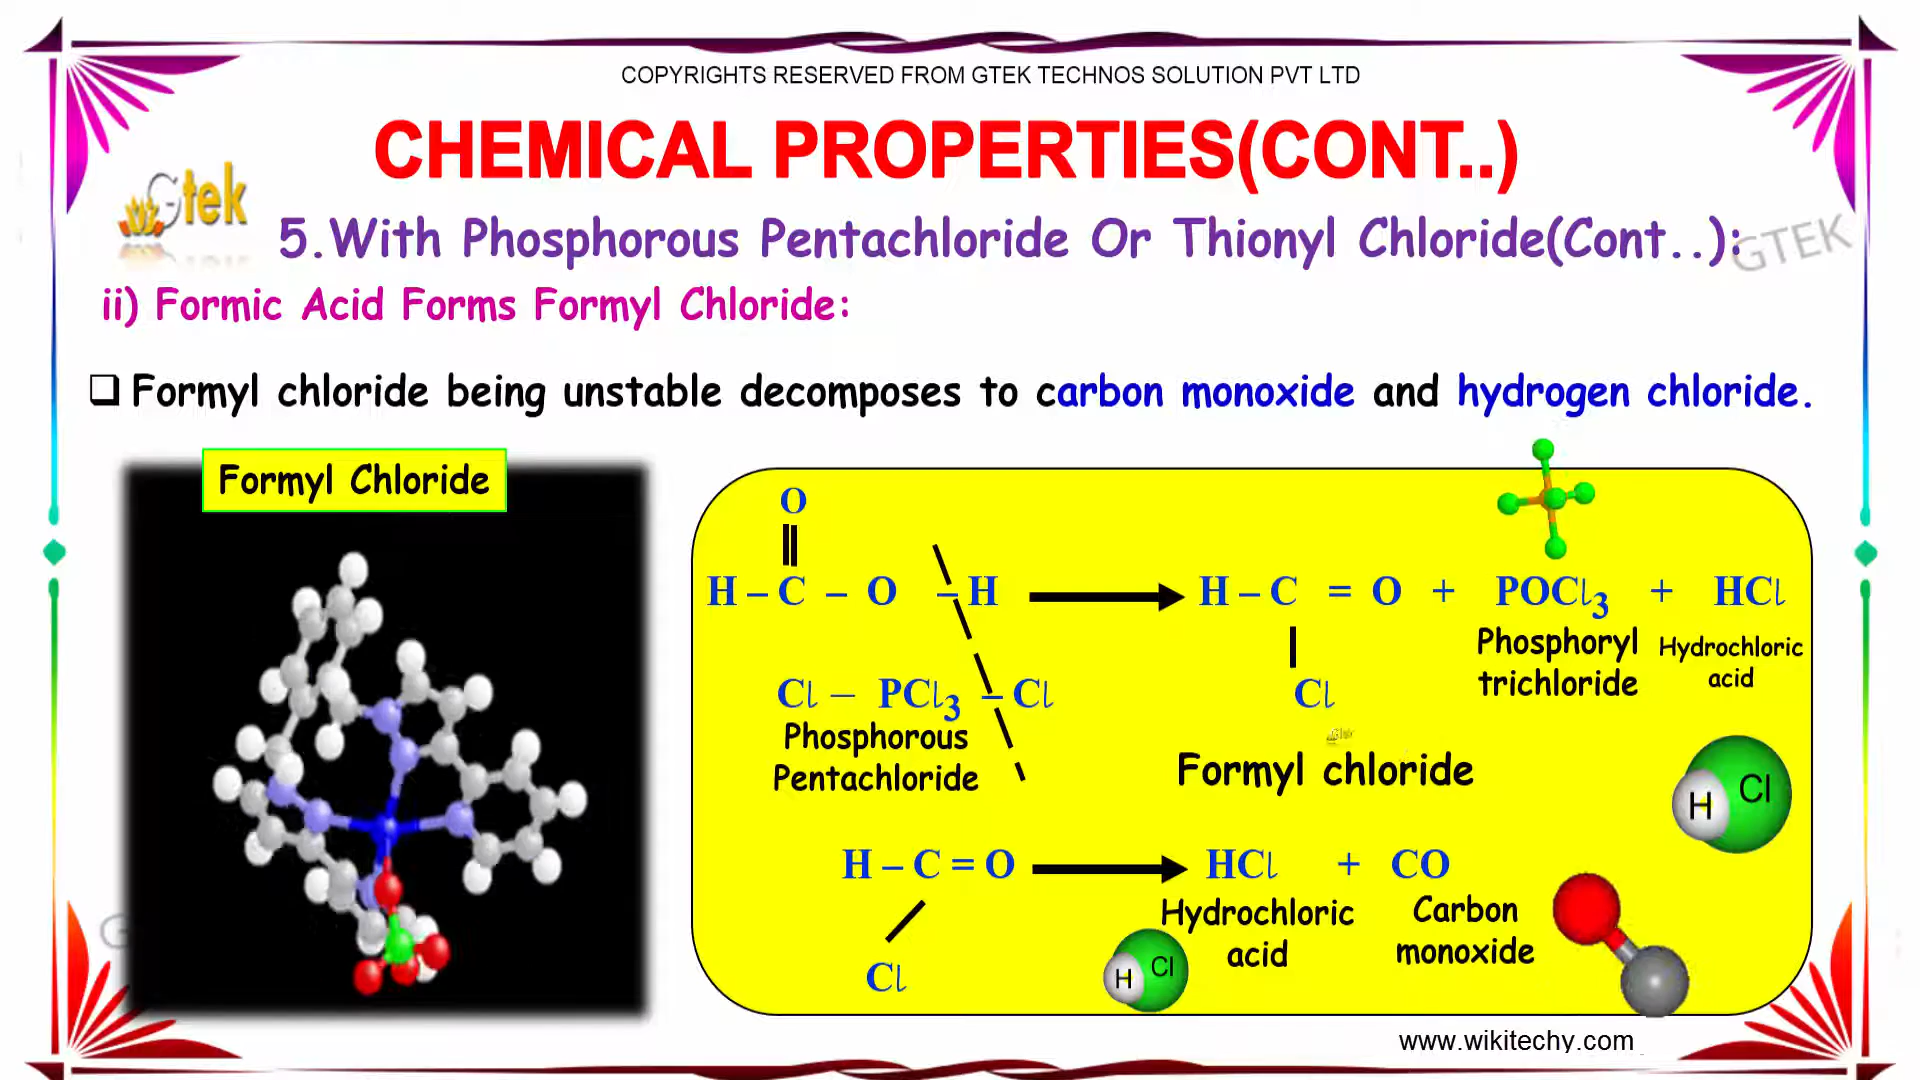 COPYRIGHTS RESERVED FROM GTEK TECHNOS SOLUTION PVT LTD
CHEMICAL PROPERTIES(CONT..)
Gtek
5.With Phosphorous Pentachloride Or Thionyl Chloride(Cont..):
GTEK
ii) Formic Acid Forms Formyl Chloride:
❑ Formyl chloride being unstable decomposes to carbon monoxide and hydrogen chloride.
Formyl Chloride
O
||
H – C – O – H → H – C = O + POCl3 + HCl
|
Phosphoryl trichloride
Hydrochloric acid
Cl – PCl3 – Cl
Cl
Phosphorous
Pentachloride
Formyl chloride
H Cl
H – C = O → HCl + CO
Hydrochloric acid
Carbon monoxide
Cl
H Cl
www.wikitechy.com